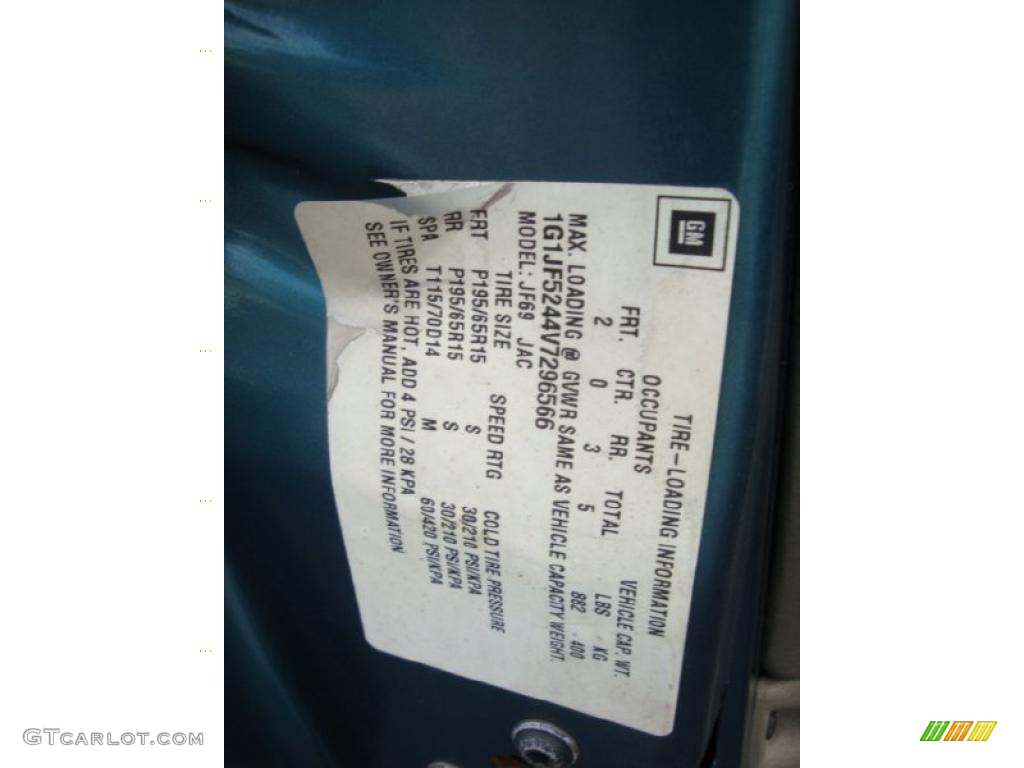 GM
TIRE-LOADING INFORMATION
OCCUPANTS VEHICLE CAP. WT.
FRT. CTR. RR. TOTAL LBS KG
2 0 3 5 882 400
MAX. LOADING @ GVWR SAME AS VEHICLE CAPACITY WEIGHT.
1G1JF5244V7296566
MODEL: JF69 JAC
TIRE SIZE SPEED RTG COLD TIRE PRESSURE
FRT P195/65R15 S 30/210 PSI/KPA
RR P195/65R15 S 30/210 PSI/KPA
SPA T115/70D14 M 60/420 PSI/KPA
IF TIRES ARE HOT, ADD 4 PSI / 28 KPA
SEE OWNER'S MANUAL FOR MORE INFORMATION
GTCARLOT.COM